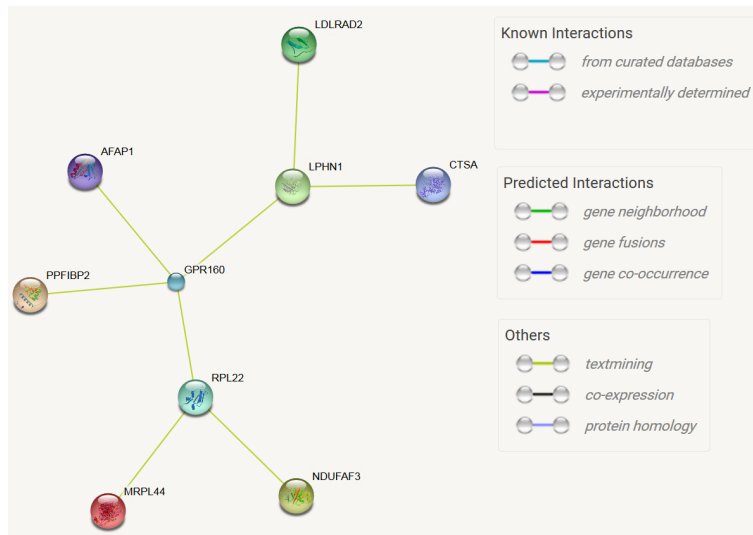 LDLRAD2
AFAP1
LPHN1
CTSA
GPR160
PPFIBP2
RPL22
MRPL44
NDUFAF3
Known Interactions
from curated databases
experimentally determined
Predicted Interactions
gene neighborhood
gene fusions
gene co-occurrence
Others
textmining
co-expression
protein homology